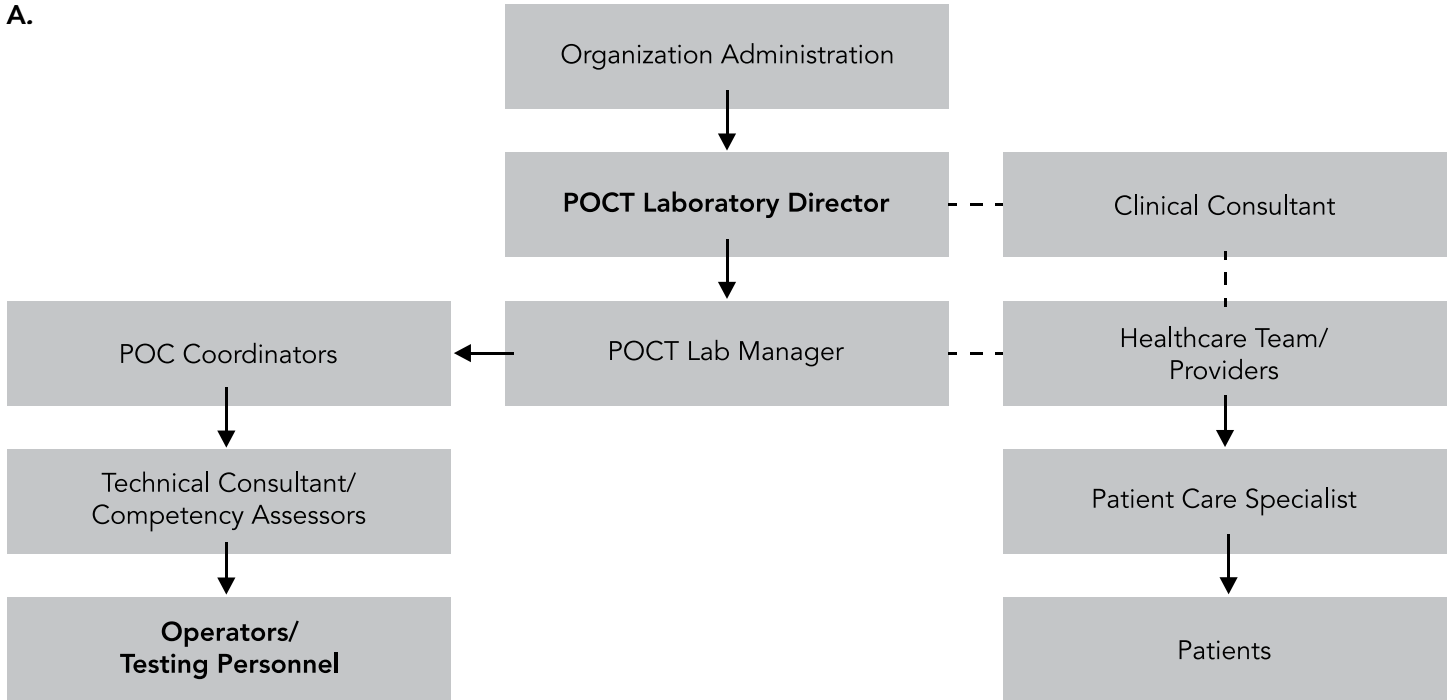 A.
Organization Administration
POCT Laboratory Director
Clinical Consultant
POC Coordinators
POCT Lab Manager
Healthcare Team/
Providers
Technical Consultant/
Competency Assessors
Patient Care Specialist
Operators/
Testing Personnel
Patients